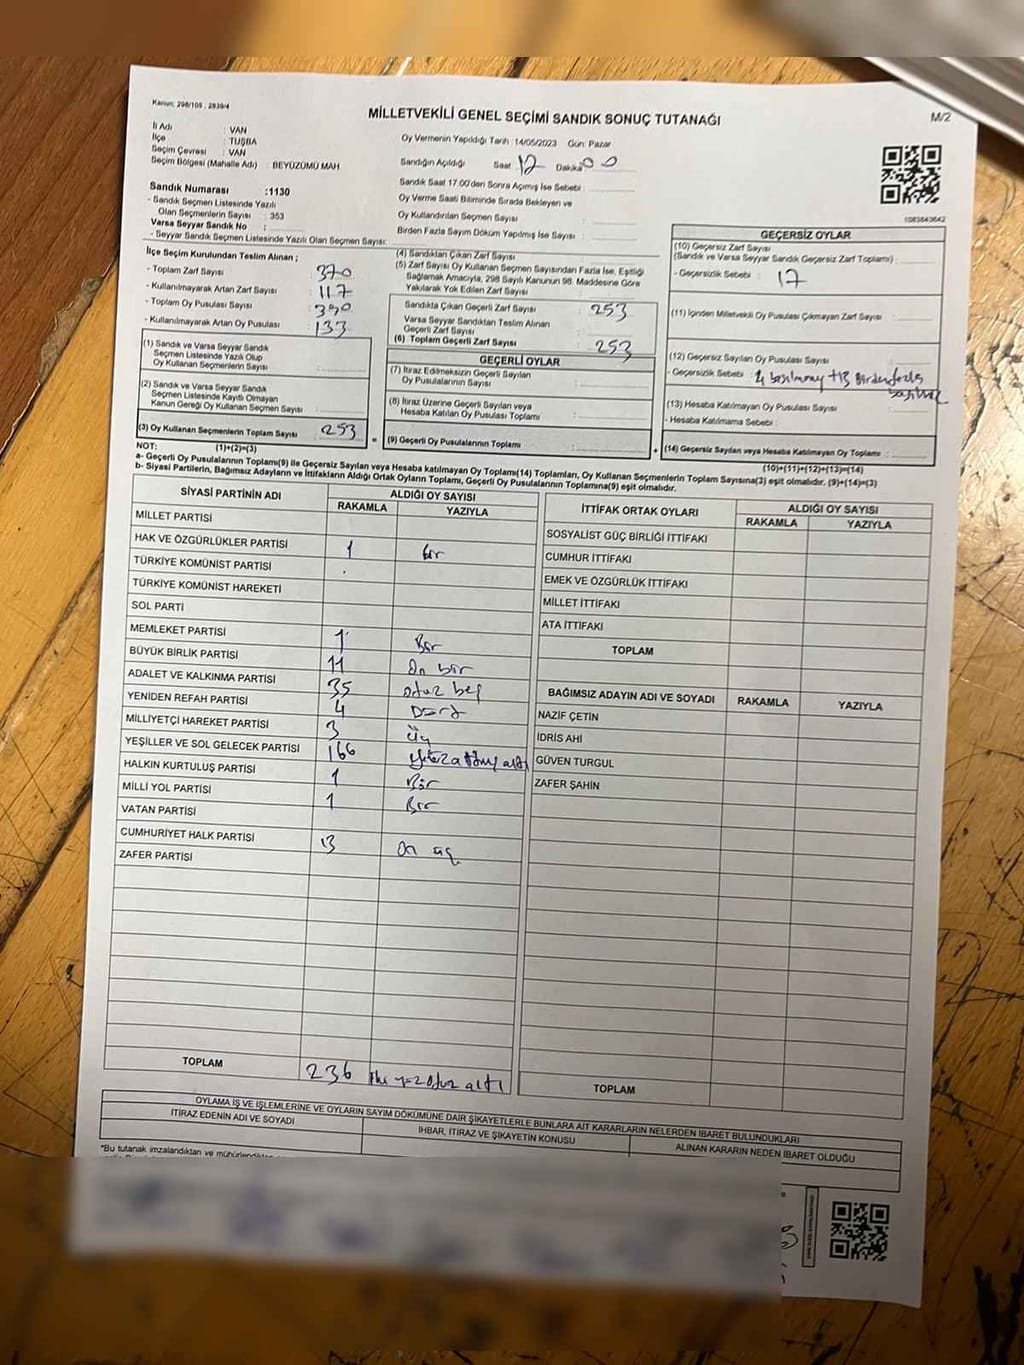 Kanun; 298/105 ; 2839/4
MİLLETVEKİLİ GENEL SEÇİMİ SANDIK SONUÇ TUTANAĞI
M/2
İl Adı : VAN
İlçe : TUŞBA
Seçim Çevresi : VAN
Seçim Bölgesi (Mahalle Adı) : BEYÜZÜMÜ MAH.
Sandık Numarası :1130
- Sandık Seçmen Listesinde Yazılı
Olan Seçmenlerin Sayısı : 353
Varsa Seyyar Sandık No :
- Seyyar Sandık Seçmen Listesinde Yazılı Olan Seçmen Sayısı:
Oy Vermenin Yapıldığı Tarih :14/05/2023 Gün: Pazar
Sandığın Açıldığı Saat 12 Dakika 00
Sandık Saat 17:00'den Sonra Açımış İse Sebebi :
Oy Verme Saati Bitiminde Sırada Bekleyen ve
Oy Kullandırılan Seçmen Sayısı :
Birden Fazla Sayım Döküm Yapılmış İse Sayısı :
1083843642
İlçe Seçim Kurulundan Teslim Alınan ;
- Toplam Zarf Sayısı : 370
- Kullanılmayarak Artan Zarf Sayısı : 117
- Toplam Oy Pusulası Sayısı :
- Kullanılmayarak Artan Oy Pusulası : 133
(1) Sandık ve Varsa Seyyar Sandık
Seçmen Listesinde Yazılı Olup
Oy Kullanan Seçmenlerin Sayısı :
(2) Sandık ve Varsa Seyyar Sandık
Seçmen Listesinde Kayıtlı Olmayan
Kanun Gereği Oy Kullanan Seçmen Sayısı :
(3) Oy Kullanan Seçmenlerin Toplam Sayısı : 253
(1)+(2)=(3)
(4) Sandıktan Çıkan Zarf Sayısı :
(5) Zarf Sayısı Oy Kullanan Seçmen Sayısından Fazla İse, Eşitliği
Sağlamak Amacıyla, 298 Sayılı Kanunun 98. Maddesine Göre
Yakılarak Yok Edilen Zarf Sayısı :
Sandıkta Çıkan Geçerli Zarf Sayısı : 253
Varsa Seyyar Sandıktan Teslim Alınan
Geçerli Zarf Sayısı :
(6) Toplam Geçerli Zarf Sayısı : 253
GEÇERLİ OYLAR
(7) İtiraz Edilmeksizin Geçerli Sayılan
Oy Pusulalarının Sayısı :
(8) İtiraz Üzerine Geçerli Sayılan veya
Hesaba Katılan Oy Pusulası Toplamı :
= (9) Geçerli Oy Pusulalarının Toplamı : +
GEÇERSİZ OYLAR
(10) Geçersiz Zarf Sayısı
(Sandık ve Varsa Seyyar Sandık Geçersiz Zarf Toplamı) :
- Geçersizlik Sebebi : 17
(11) İçinden Milletvekili Oy Pusulası Çıkmayan Zarf Sayısı :
(12) Geçersiz Sayılan Oy Pusulası Sayısı :
- Geçersizlik Sebebi : 4 basılmamış +13 Birden fazla
(13) Hesaba Katılmayan Oy Pusulası Sayısı :
- Hesaba Katılmama Sebebi :
(14) Geçersiz Sayılan veya Hesaba Katılmayan Oy Toplamı :
(10)+(11)+(12)+(13)=(14)
NOT:
a- Geçerli Oy Pusulalarının Toplamı(9) ile Geçersiz Sayılan veya Hesaba katılmayan Oy Toplamı(14) Toplamları, Oy Kullanan Seçmenlerin Toplam Sayısına(3) eşit olmalıdır. (9)+(14)=(3)
b- Siyasi Partilerin, Bağımsız Adayların ve İttifakların Aldığı Ortak Oyların Toplamı, Geçerli Oy Pusulalarının Toplamına(9) eşit olmalıdır.
SİYASİ PARTİNİN ADI ALDIĞI OY SAYISI
RAKAMLA YAZIYLA
MİLLET PARTİSİ
HAK VE ÖZGÜRLÜKLER PARTİSİ 1 bir
TÜRKİYE KOMÜNİST PARTİSİ
TÜRKİYE KOMÜNİST HAREKETİ
SOL PARTİ
MEMLEKET PARTİSİ 1 Bir
BÜYÜK BİRLİK PARTİSİ 11 On bir
ADALET VE KALKINMA PARTİSİ 35 otuz beş
YENİDEN REFAH PARTİSİ 4 Dört
MİLLİYETÇİ HAREKET PARTİSİ 3 Üç
YEŞİLLER VE SOL GELECEK PARTİSİ 166 yüzaltmış altı
HALKIN KURTULUŞ PARTİSİ 1 Bir
MİLLİ YOL PARTİSİ 1 Bir
VATAN PARTİSİ
CUMHURİYET HALK PARTİSİ 13 On üç
ZAFER PARTİSİ
TOPLAM 236 iki yüz otuz altı
İTTİFAK ORTAK OYLARI ALDIĞI OY SAYISI
RAKAMLA YAZIYLA
SOSYALİST GÜÇ BİRLİĞİ İTTİFAKI
CUMHUR İTTİFAKI
EMEK VE ÖZGÜRLÜK İTTİFAKI
MİLLET İTTİFAKI
ATA İTTİFAKI
TOPLAM
BAĞIMSIZ ADAYIN ADI VE SOYADI RAKAMLA YAZIYLA
NAZİF ÇETİN
İDRİS AHİ
GÜVEN TURGUL
ZAFER ŞAHİN
TOPLAM
OYLAMA İŞ VE İŞLEMLERİNE VE OYLARIN SAYIM DÖKÜMÜNE DAİR ŞİKAYETLERLE BUNLARA AİT KARARLARIN NELERDEN İBARET BULUNDUKLARI
İTİRAZ EDENİN ADI VE SOYADI İHBAR, İTİRAZ VE ŞİKAYETİN KONUSU ALINAN KARARIN NEDEN İBARET OLDUĞU
*Bu tutanak imzalandıktan ve